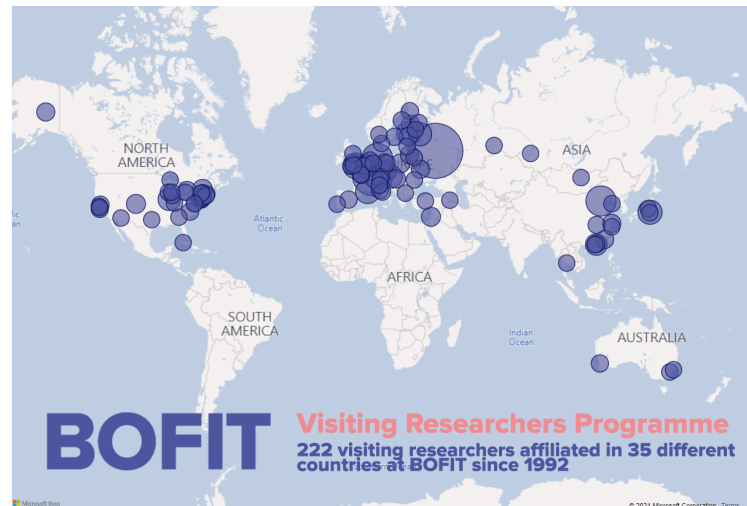 NORTH
AMERICA
ASIA
Atlantic
Ocean
AFRICA
SOUTH
AMERICA
Indian
Ocean
AUSTRALIA
BOFIT
Visiting Researchers Programme
222 visiting researchers affiliated in 35 different
countries at BOFIT since 1992
Microsoft Bing
© 2021 Microsoft Corporation Terms